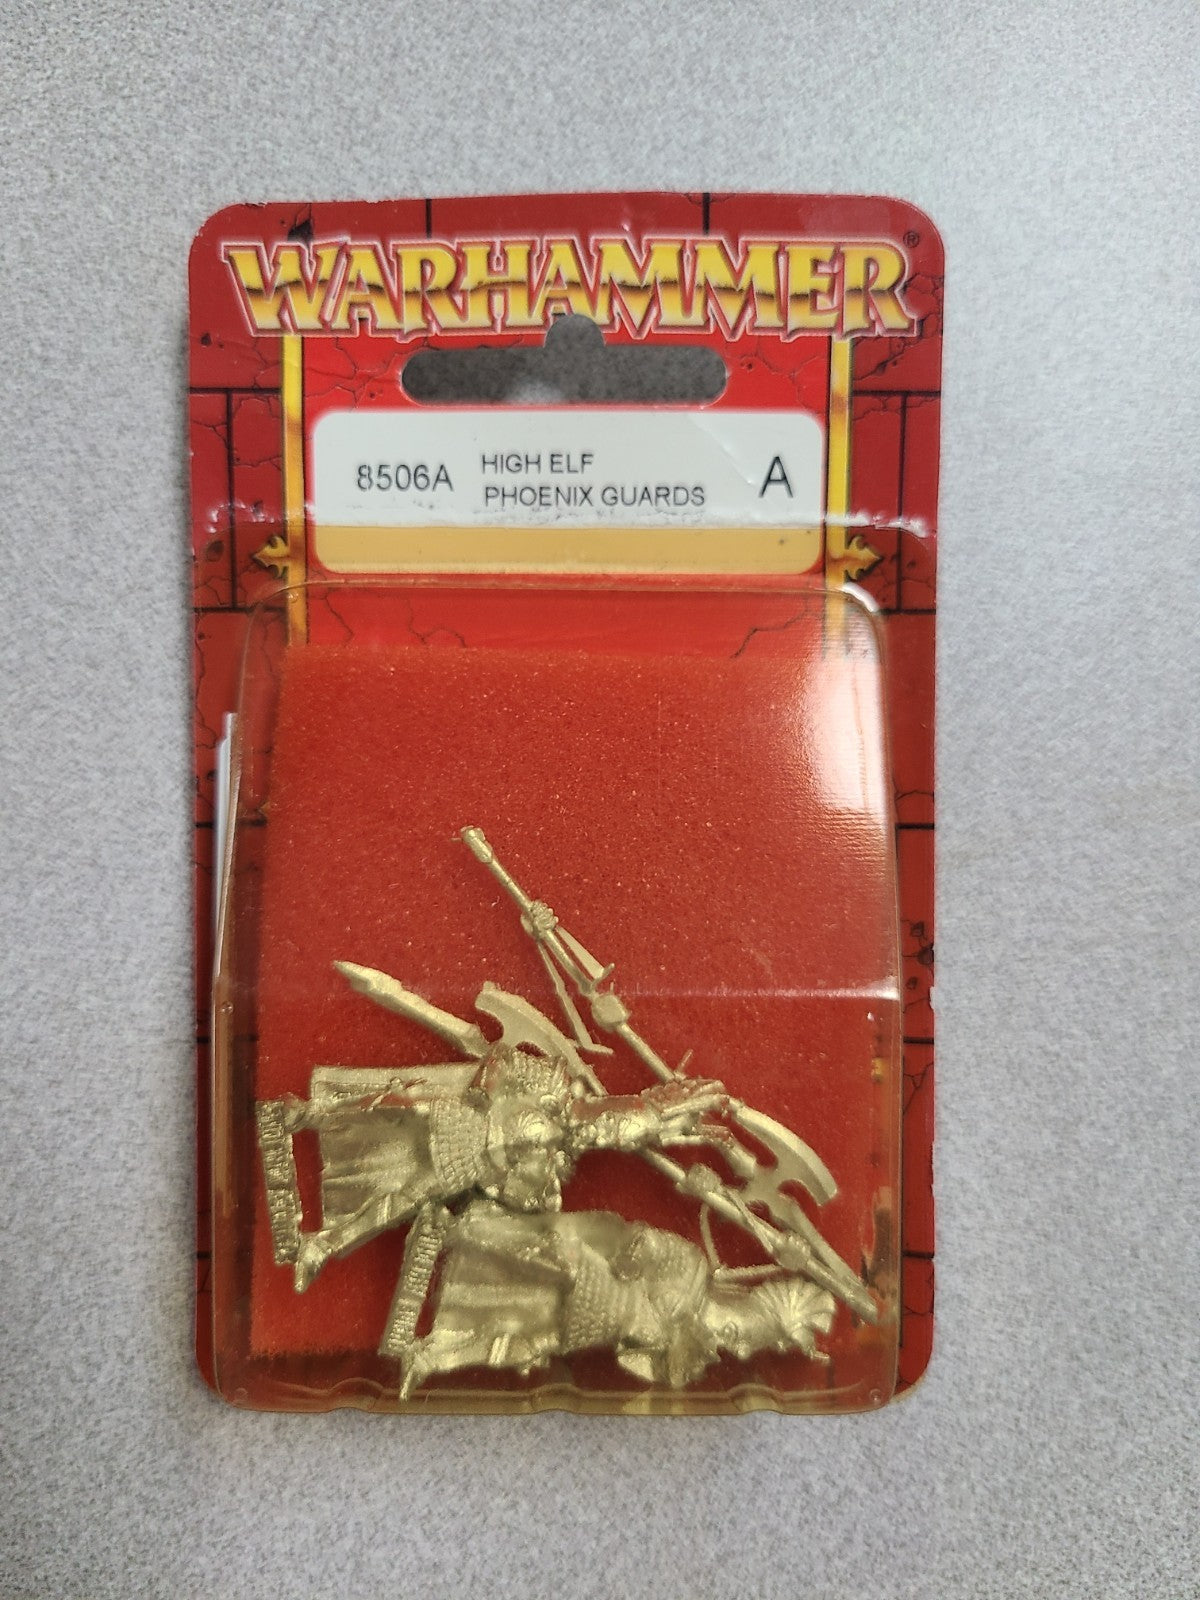 WARHAMMER®
8506A
HIGH ELF
PHOENIX GUARDS
A